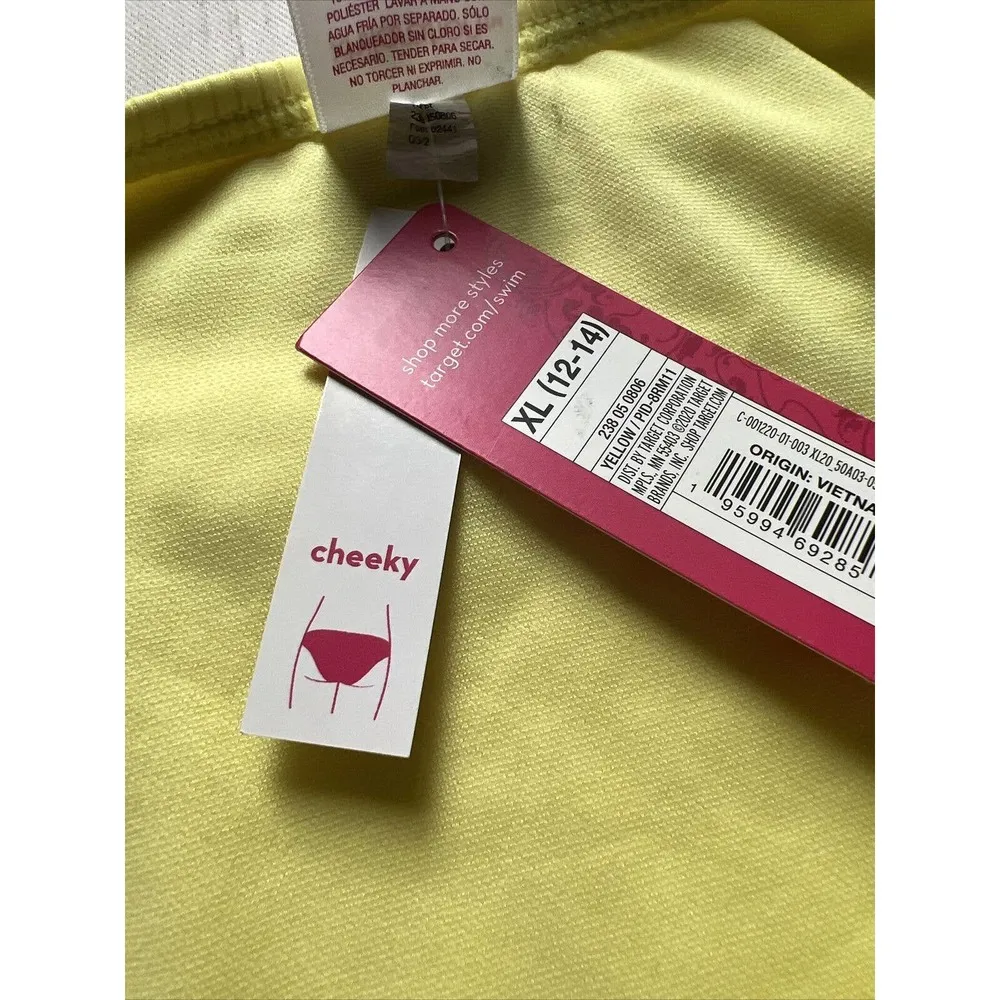 POLIÉSTER LAVAR A MANO
AGUA FRÍA POR SEPARADO. SÓLO
BLANQUEADOR SIN CLORO SI ES
NECESARIO. TENDER PARA SECAR.
NO TORCER NI EXPRIMIR. NO
PLANCHAR.
shop more styles
target.com/swim
XL (12-14)
238 05 0806
YELLOW / PID-8RM11
DIST. BY TARGET CORPORATION
MPLS., MN 55403 ©2020 TARGET
BRANDS, INC. SHOP TARGET.COM
C-001220-01-003 XL20_50A03-03
ORIGIN: VIETNA
1 95994 69285
cheeky